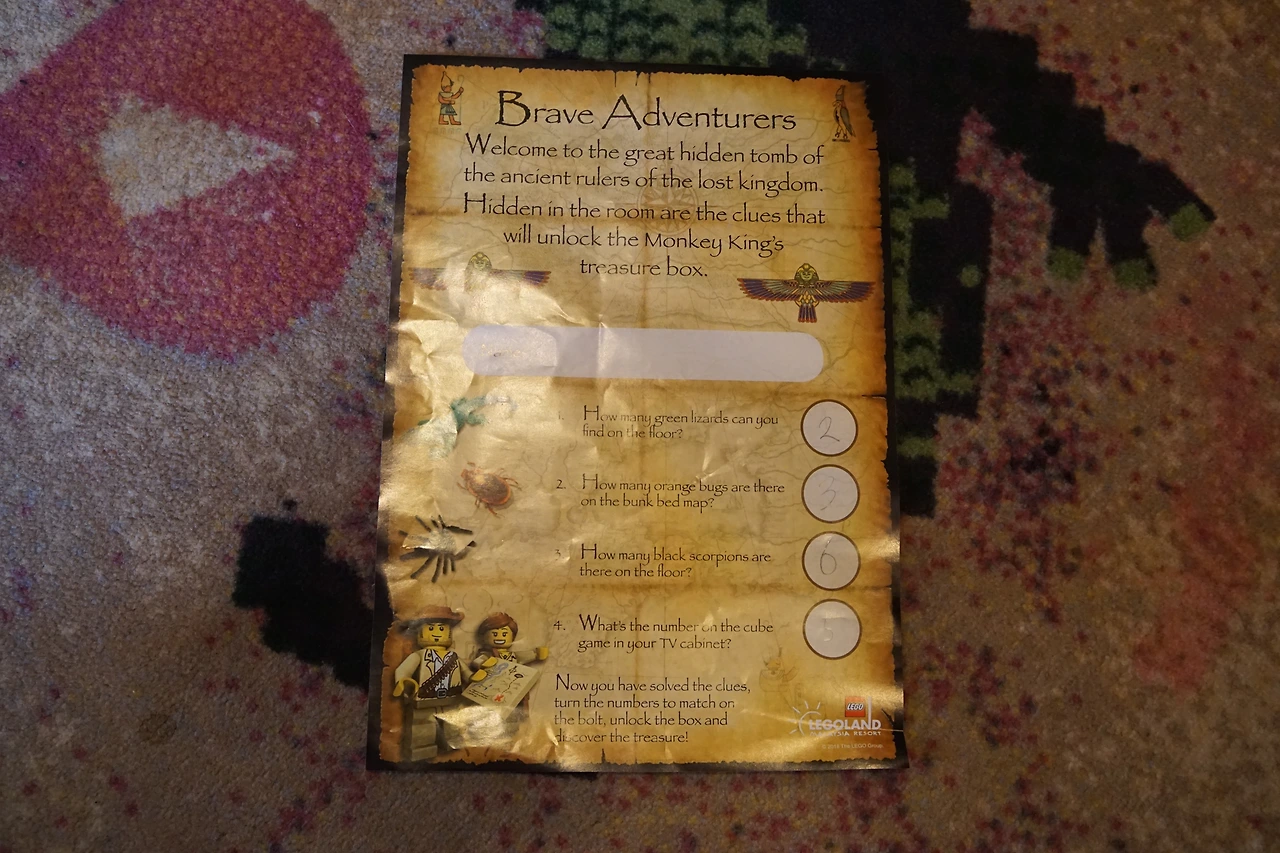 Brave Adventurers
Welcome to the great hidden tomb of
the ancient rulers of the lost kingdom.
Hidden in the room are the clues that
will unlock the Monkey King's
treasure box.
1. How many green lizards can you
find on the floor?
2
2. How many orange bugs are there
on the bunk bed map?
3
3. How many black scorpions are
there on the floor?
6
4. What's the number on the cube
game in your TV cabinet?
5
Now you have solved the clues,
turn the numbers to match on
the bolt, unlock the box and
discover the treasure!
LEGO
LEGOLAND
MALAYSIA RESORT
The LEGO Group